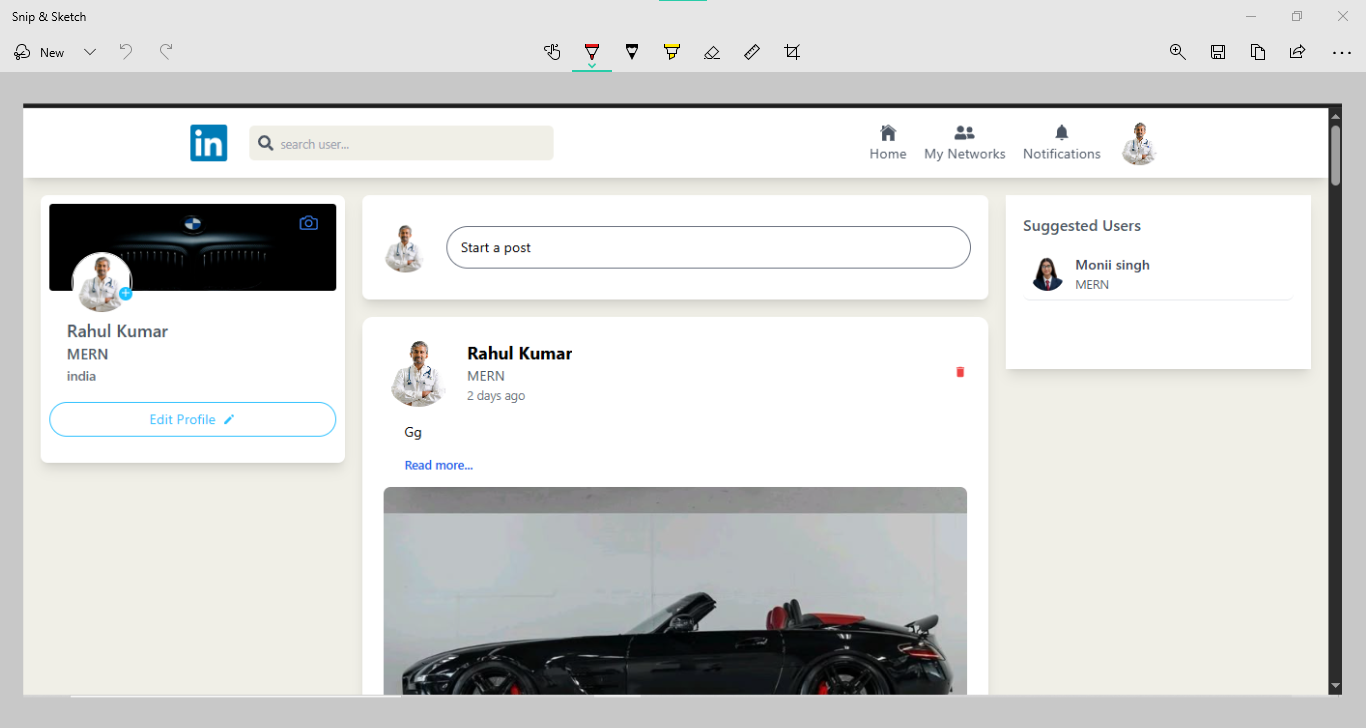 Snip & Sketch
New
in
search user...
Home
My Networks
Notifications
Rahul Kumar
MERN
india
Edit Profile
Start a post
Rahul Kumar
MERN
2 days ago
Gg
Read more...
Suggested Users
Monii singh
MERN